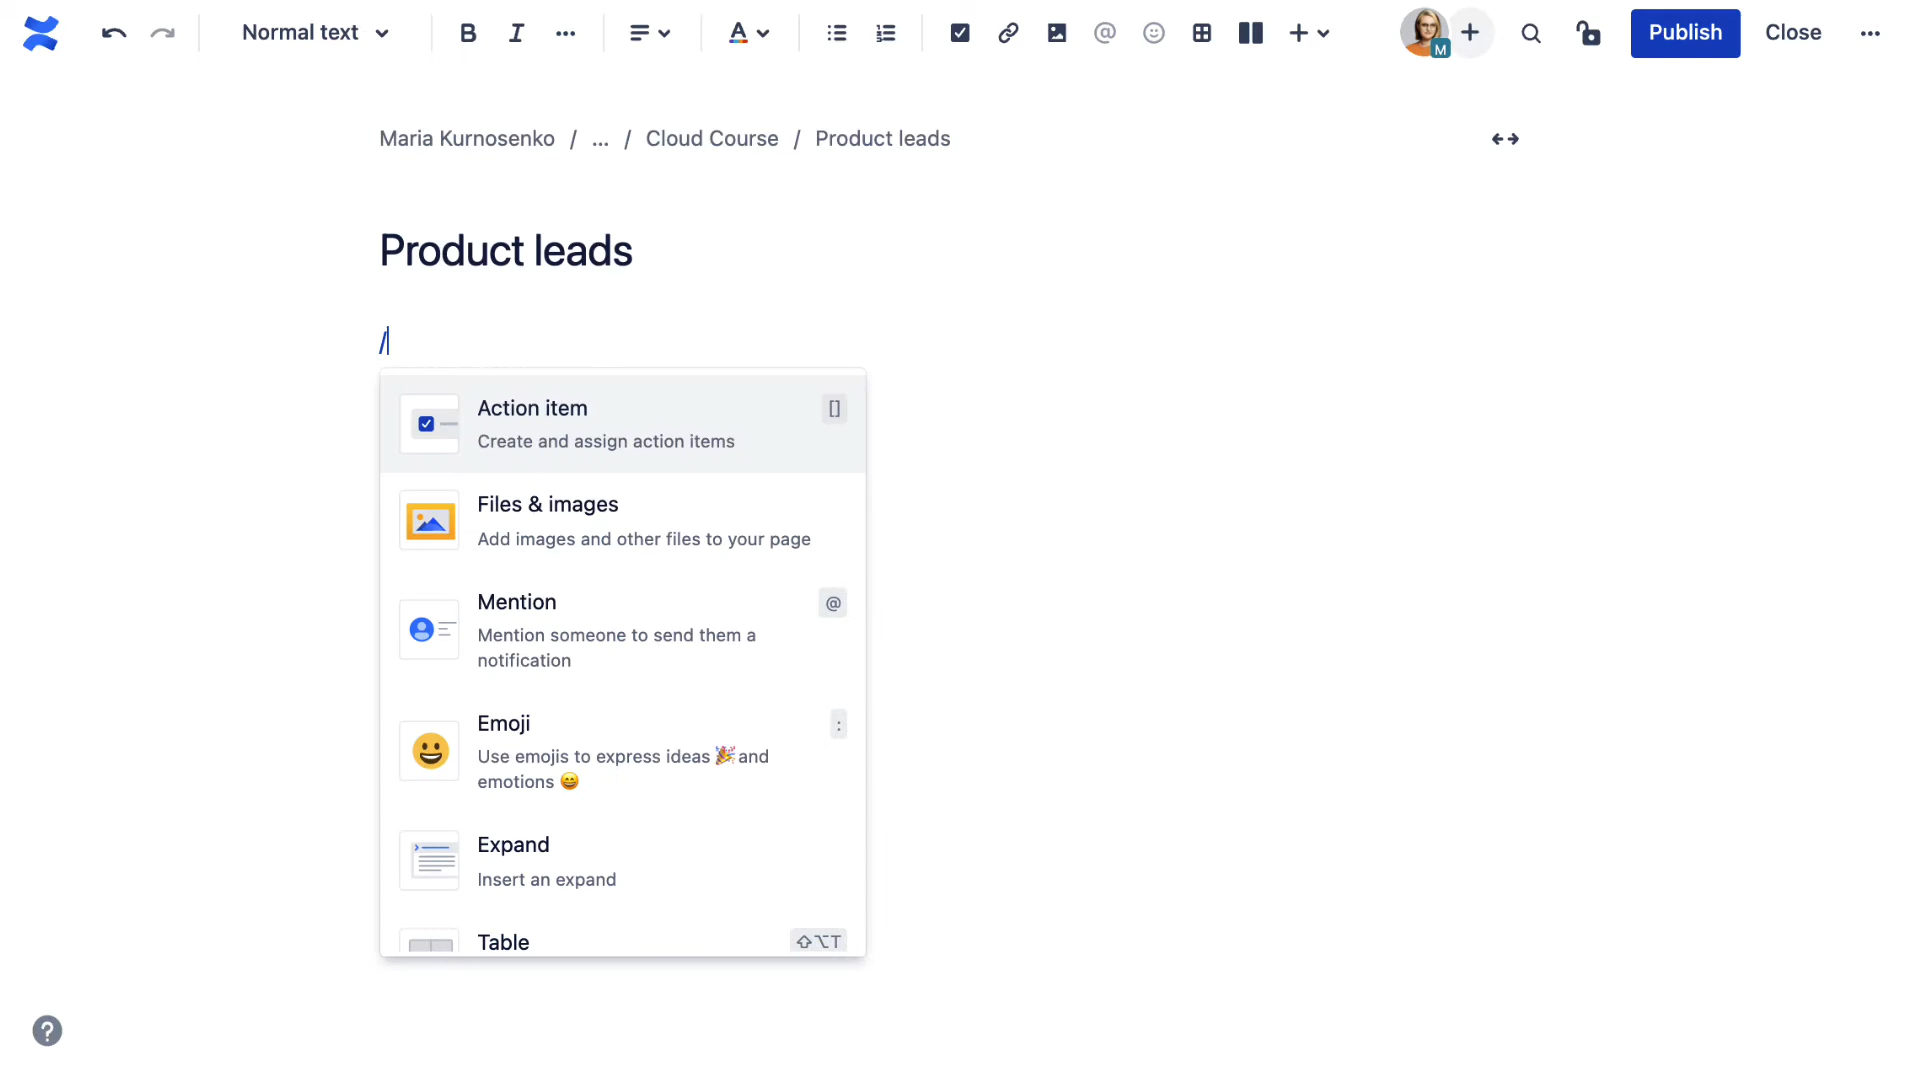 Normal text
B
I
A
@
M
Publish
Close
Maria Kurnosenko / ... / Cloud Course / Product leads
Product leads
/
Action item
[]
Create and assign action items
Files & images
Add images and other files to your page
Mention
@
Mention someone to send them a
notification
Emoji
:
Use emojis to express ideas 🎉 and
emotions 😄
Expand
Insert an expand
Table
⇧⌥T
?